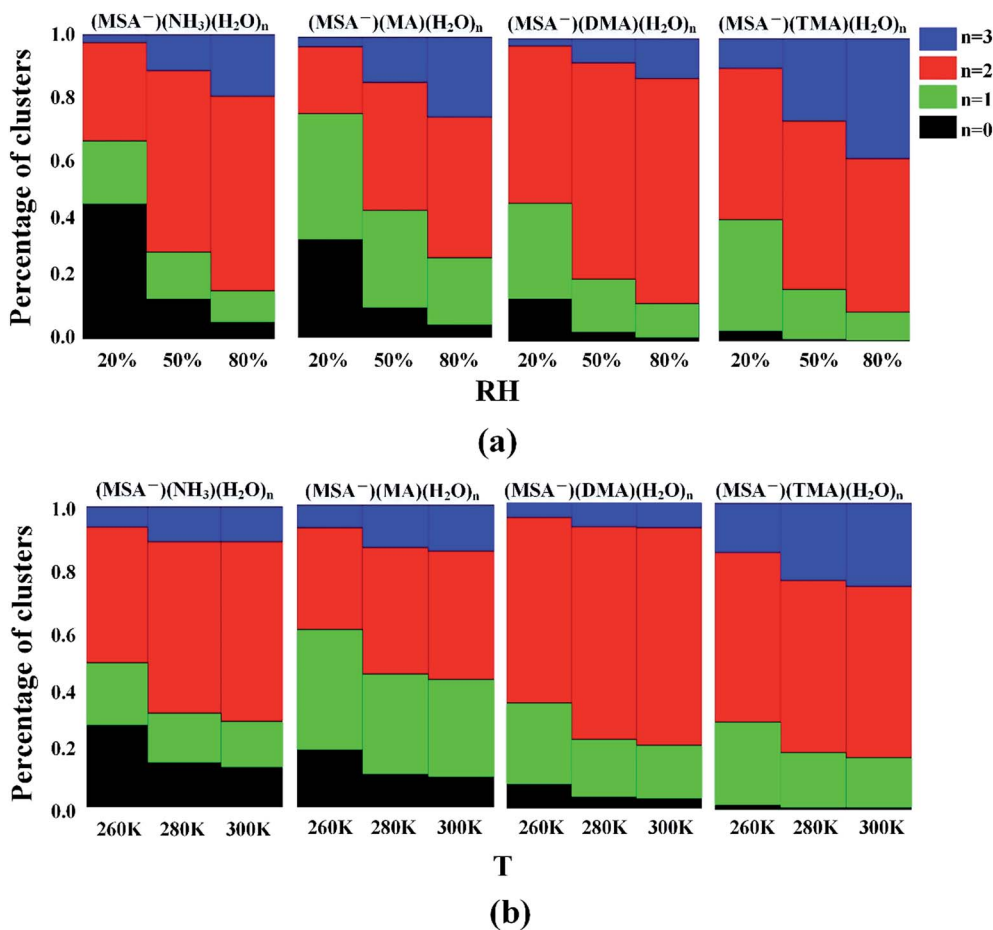 (MSA⁻)(NH₃)(H₂O)ₙ (MSA⁻)(MA)(H₂O)ₙ (MSA⁻)(DMA)(H₂O)ₙ (MSA⁻)(TMA)(H₂O)ₙ
n=3
n=2
n=1
n=0
Percentage of clusters
1.0
0.8
0.6
0.4
0.2
0.0
20% 50% 80% 20% 50% 80% 20% 50% 80% 20% 50% 80%
RH
(a)
(MSA⁻)(NH₃)(H₂O)ₙ (MSA⁻)(MA)(H₂O)ₙ (MSA⁻)(DMA)(H₂O)ₙ (MSA⁻)(TMA)(H₂O)ₙ
Percentage of clusters
1.0
0.8
0.6
0.4
0.2
0.0
260K 280K 300K 260K 280K 300K 260K 280K 300K 260K 280K 300K
T
(b)